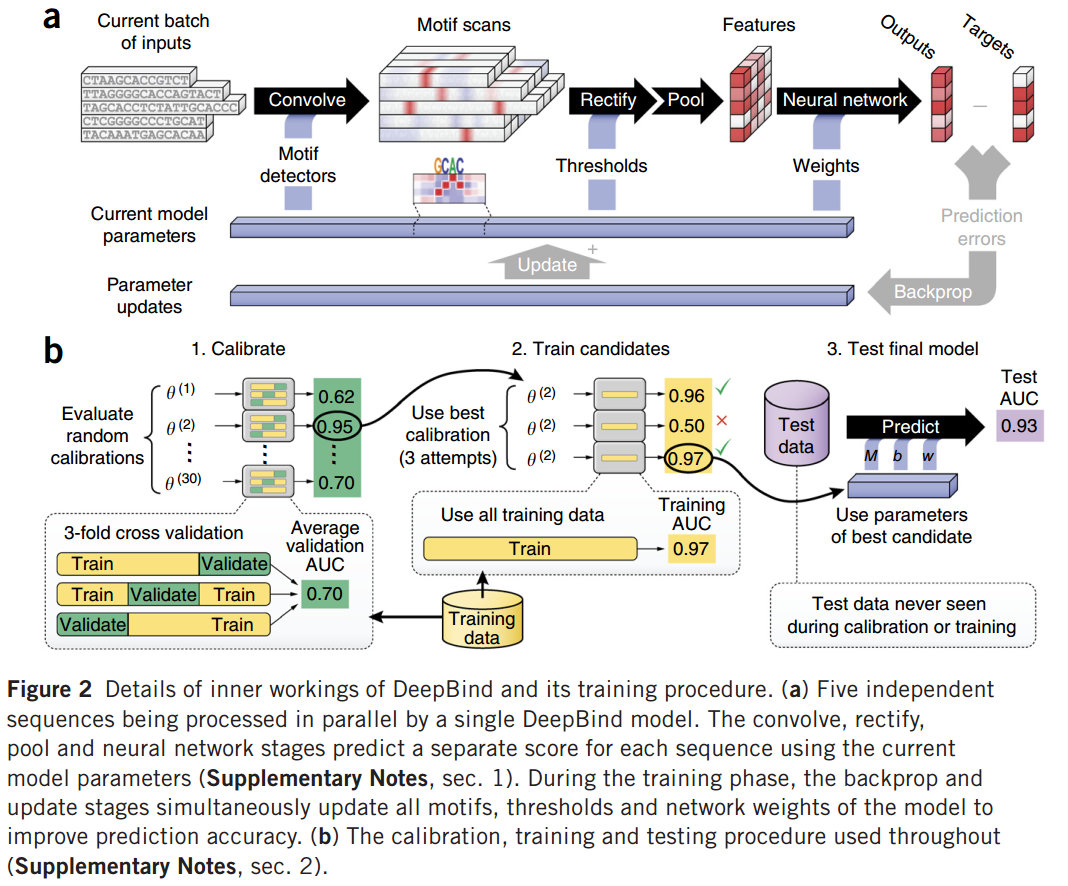 a
Current batch
of inputs
Motif scans
Features
Outputs
Targets
CTAAGCACCGTCT
TTAGGGGCACCAGTACT
TAGCACCTCTATTGCACCC
CTCGGGGCCCTGCAT
TACAAATGAGCACAA
Convolve
Rectify
Pool
Neural network
–
Motif
detectors
GCAC
Thresholds
Weights
Prediction
errors
Current model
parameters
Update
+
Parameter
updates
Backprop
b
1. Calibrate
2. Train candidates
3. Test final model
Evaluate
random
calibrations
θ(1)
θ(2)
⋮
θ(30)
⋮
0.62
0.95
⋮
0.70
Use best
calibration
(3 attempts)
θ(2)
θ(2)
θ(2)
0.96 ✓
0.50 ×
0.97 ✓
Test
data
Predict
Test
AUC
0.93
M b w
Use parameters
of best candidate
3-fold cross validation
Average
validation
AUC
Train Validate
Train Validate Train
Validate Train
0.70
Use all training data
Training
AUC
Train
0.97
Training
data
Test data never seen
during calibration or training
Figure 2 Details of inner workings of DeepBind and its training procedure. (a) Five independent
sequences being processed in parallel by a single DeepBind model. The convolve, rectify,
pool and neural network stages predict a separate score for each sequence using the current
model parameters (Supplementary Notes, sec. 1). During the training phase, the backprop and
update stages simultaneously update all motifs, thresholds and network weights of the model to
improve prediction accuracy. (b) The calibration, training and testing procedure used throughout
(Supplementary Notes, sec. 2).